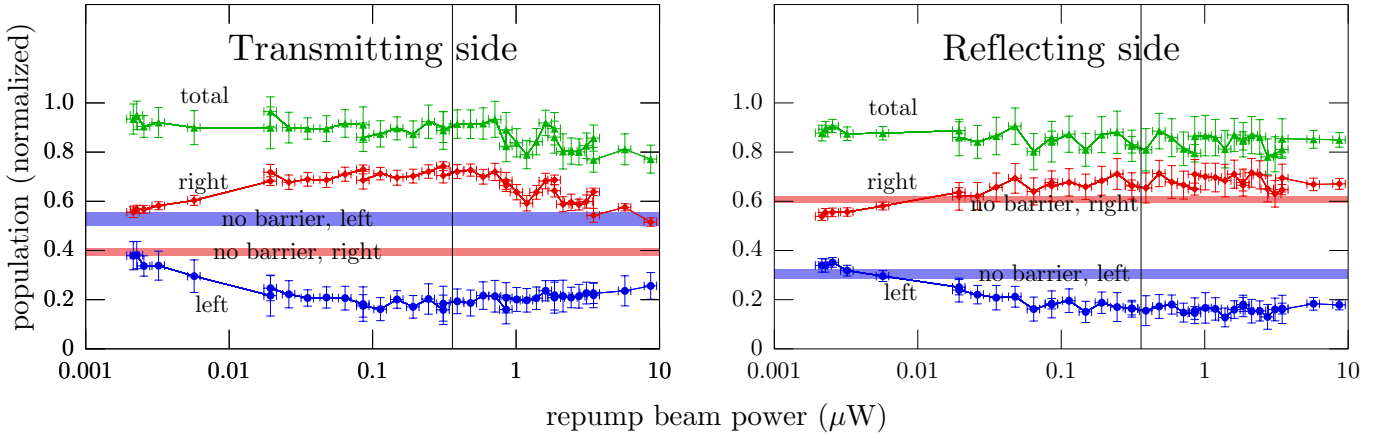 Transmitting side
Reflecting side
population (normalized)
1.0
0.8
0.6
0.4
0.2
0
total
right
no barrier, left
no barrier, right
left
0.001
0.01
0.1
1
10
1.0
0.8
0.6
0.4
0.2
0
total
right
no barrier, right
no barrier, left
left
0.001
0.01
0.1
1
10
repump beam power (μW)